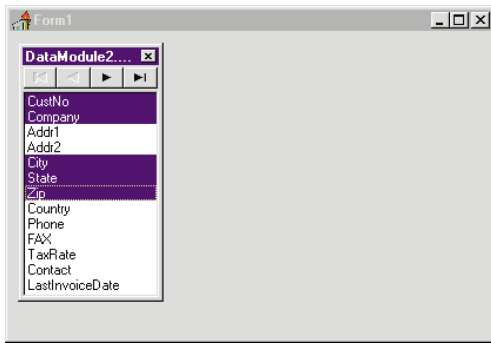 Form1
DataModule2....
CustNo
Company
Addr1
Addr2
City
State
Zip
Country
Phone
FAX
TaxRate
Contact
LastInvoiceDate